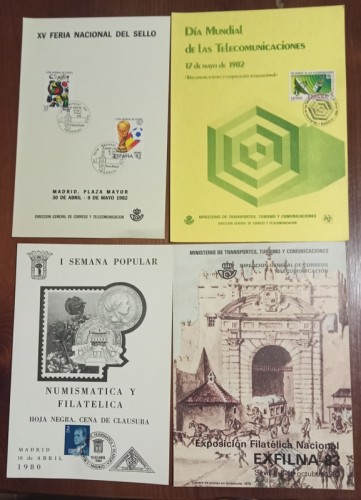 XV FERIA NACIONAL DEL SELLO
ESPAÑA
MADRID, PLAZA MAYOR
30 DE ABRIL - 9 DE MAYO 1982
DIRECCION GENERAL DE CORREOS Y TELECOMUNICACION
DÍA MUNDIAL
DE LAS TELECOMUNICACIONES
17 de mayo de 1982
MINISTERIO DE TRANSPORTES, TURISMO Y COMUNICACIONES
DIRECCION GENERAL DE CORREOS Y TELECOMUNICACION
I SEMANA POPULAR
NUMISMATICA Y
FILATELICA
HOJA NEGRA, CENA DE CLAUSURA
MADRID
ABRIL
1980
MINISTERIO DE TRANSPORTES, TURISMO Y COMUNICACIONES
DIRECCION GENERAL DE CORREOS
Y TELECOMUNICACION
Exposición Filatélica Nacional
EXFILNA
octubre